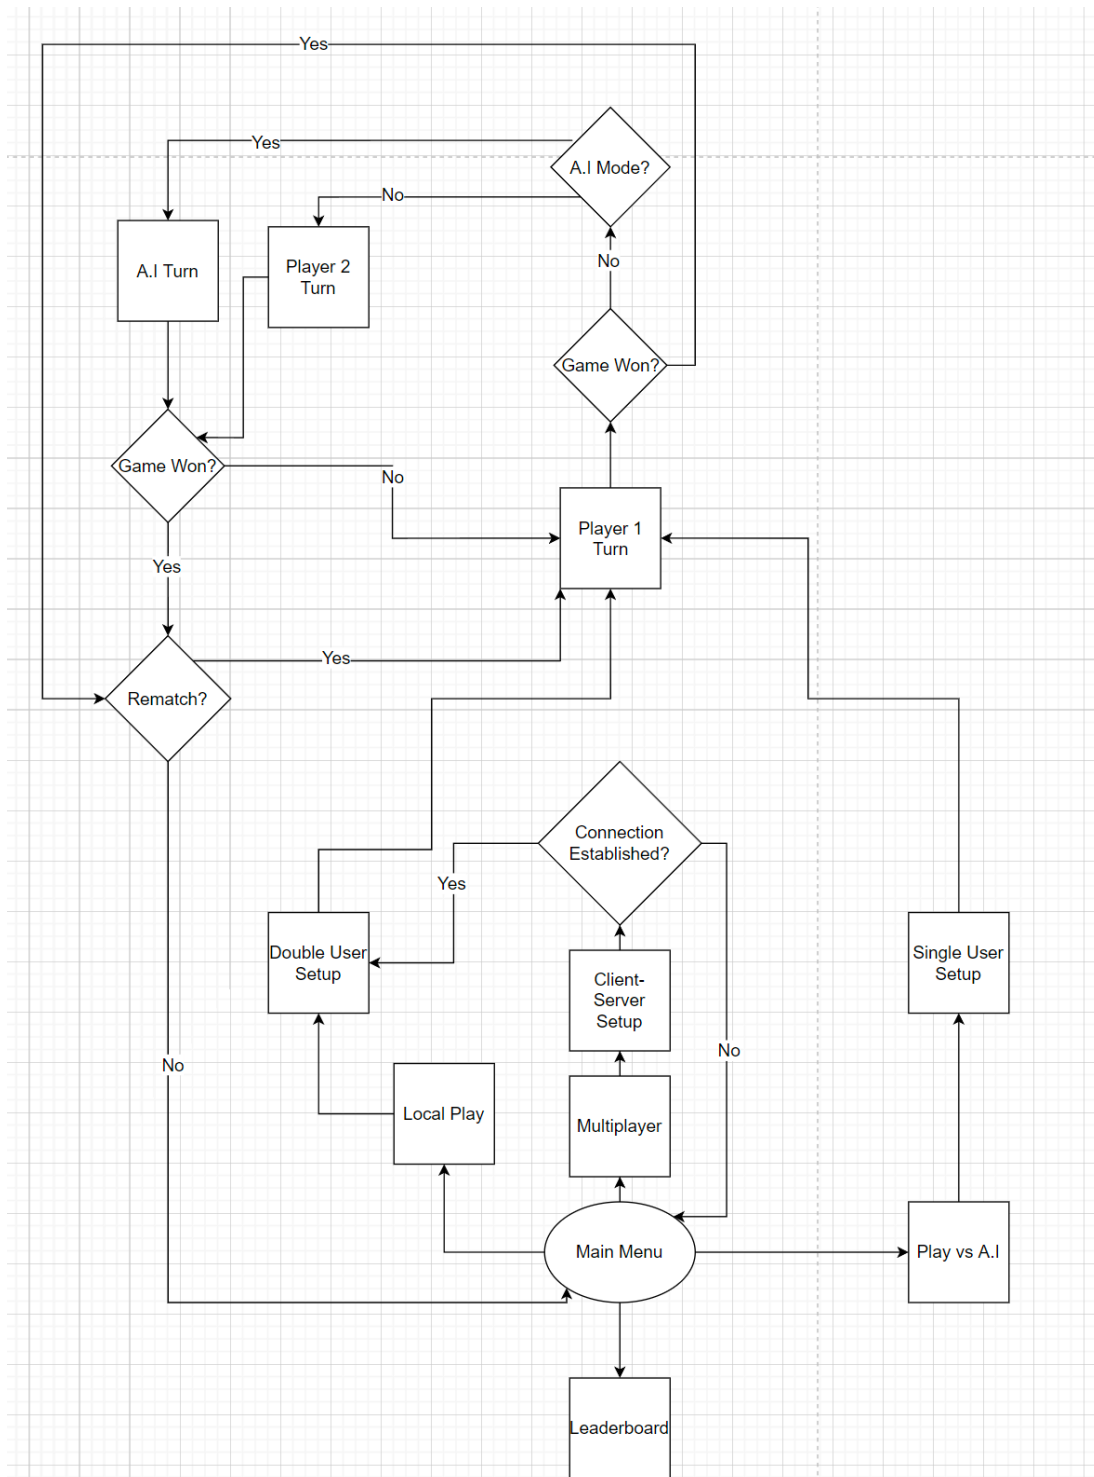 Yes
A.I Mode?
Yes
No
A.I Turn
Player 2
Turn
No
Game Won?
Game Won?
No
Player 1
Turn
Yes
Yes
Rematch?
Connection
Established?
Yes
Double User
Setup
Client-
Server
Setup
Single User
Setup
No
No
Local Play
Multiplayer
Main Menu
Play vs A.I
Leaderboard